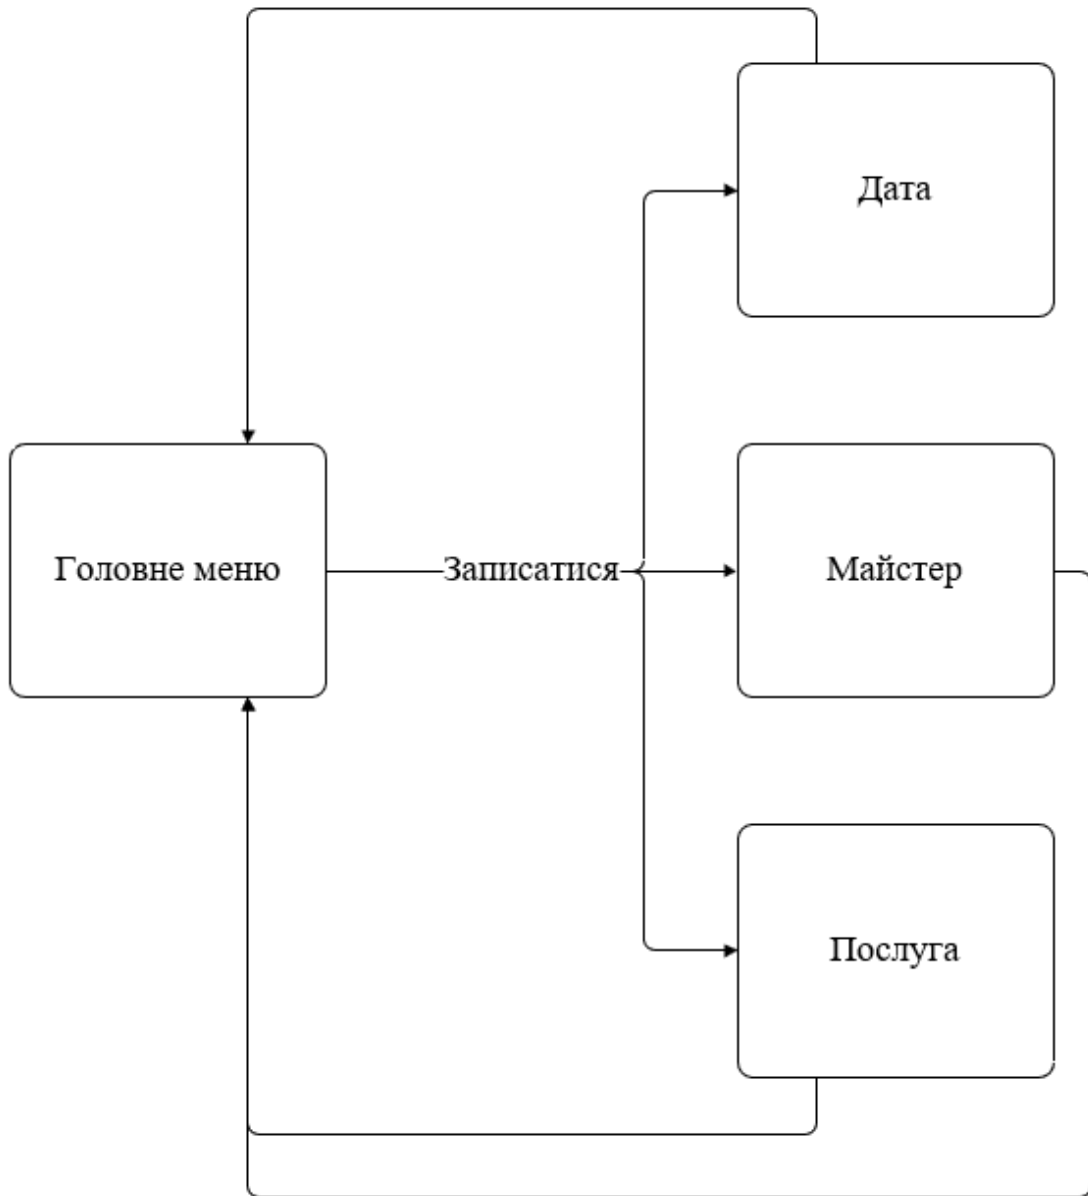 Дата
Головне меню
Записатися
Майстер
Послуга